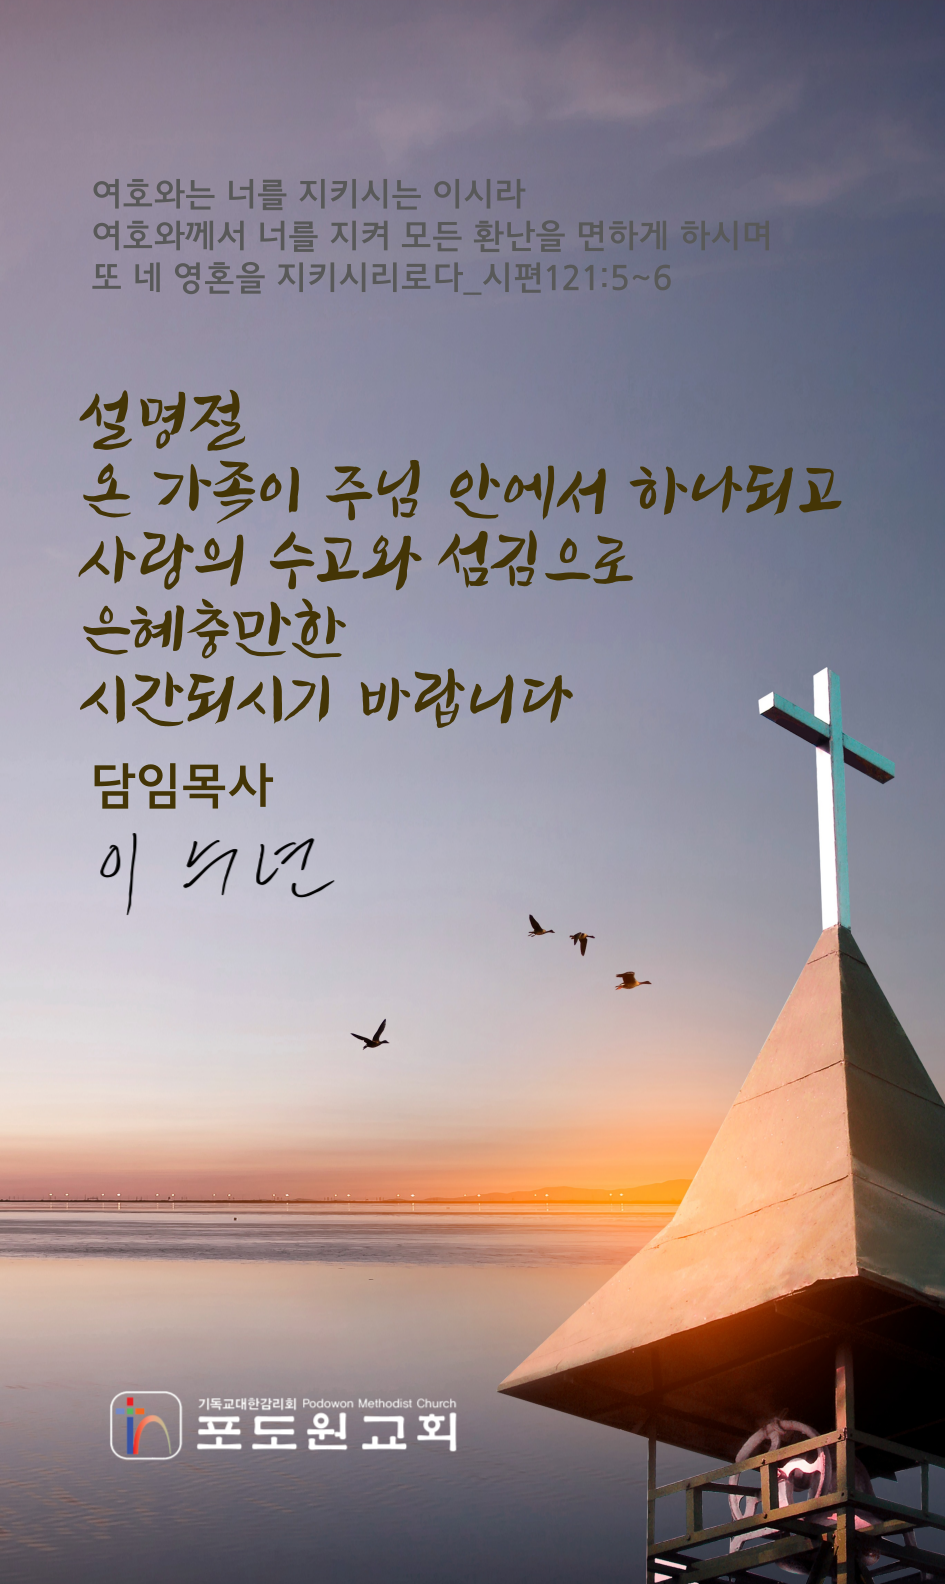 여호와는 너를 지키시는 이시라
여호와께서 너를 지켜 모든 환난을 면하게 하시며
또 네 영혼을 지키시리로다_시편121:5~6
설명절
온 가족이 주님 안에서 하나되고
사랑의 수고와 섬김으로
은혜충만한
시간되시기 바랍니다
담임목사
이
기독교대한감리회 Podowon Methodist Church
포도원교회